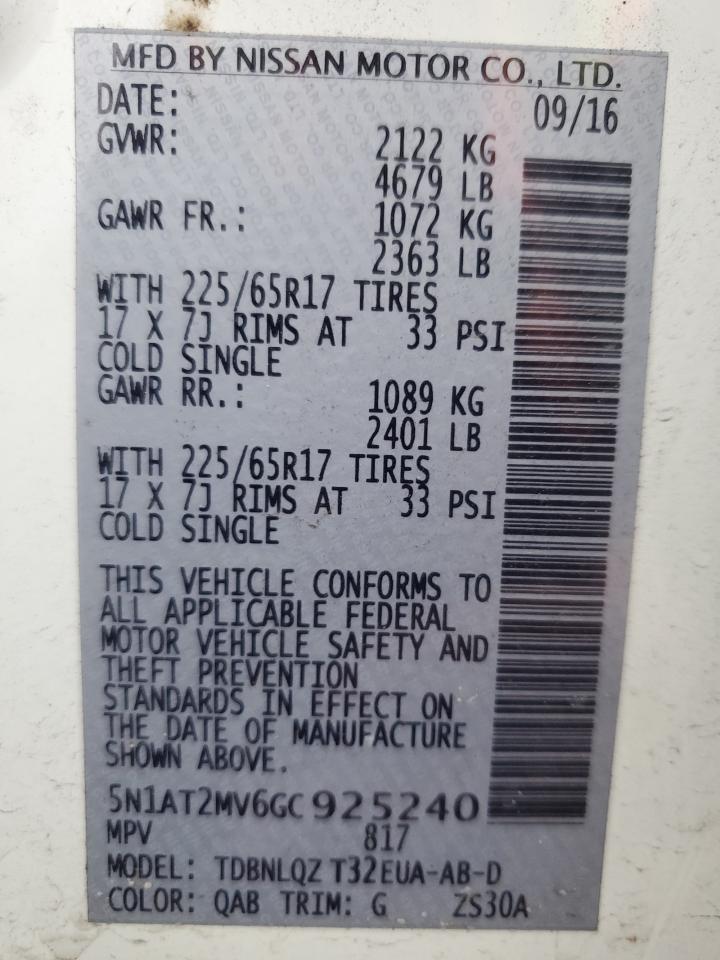 MFD BY NISSAN MOTOR CO., LTD.
DATE: 09/16
GVWR: 2122 KG
4679 LB
GAWR FR.: 1072 KG
2363 LB
WITH 225/65R17 TIRES
17 X 7J RIMS AT 33 PSI
COLD SINGLE
GAWR RR.: 1089 KG
2401 LB
WITH 225/65R17 TIRES
17 X 7J RIMS AT 33 PSI
COLD SINGLE
THIS VEHICLE CONFORMS TO
ALL APPLICABLE FEDERAL
MOTOR VEHICLE SAFETY AND
THEFT PREVENTION
STANDARDS IN EFFECT ON
THE DATE OF MANUFACTURE
SHOWN ABOVE.
5N1AT2MV6GC925240
MPV 817
MODEL: TDBNLQZ T32EUA-AB-D
COLOR: QAB TRIM: G ZS30A